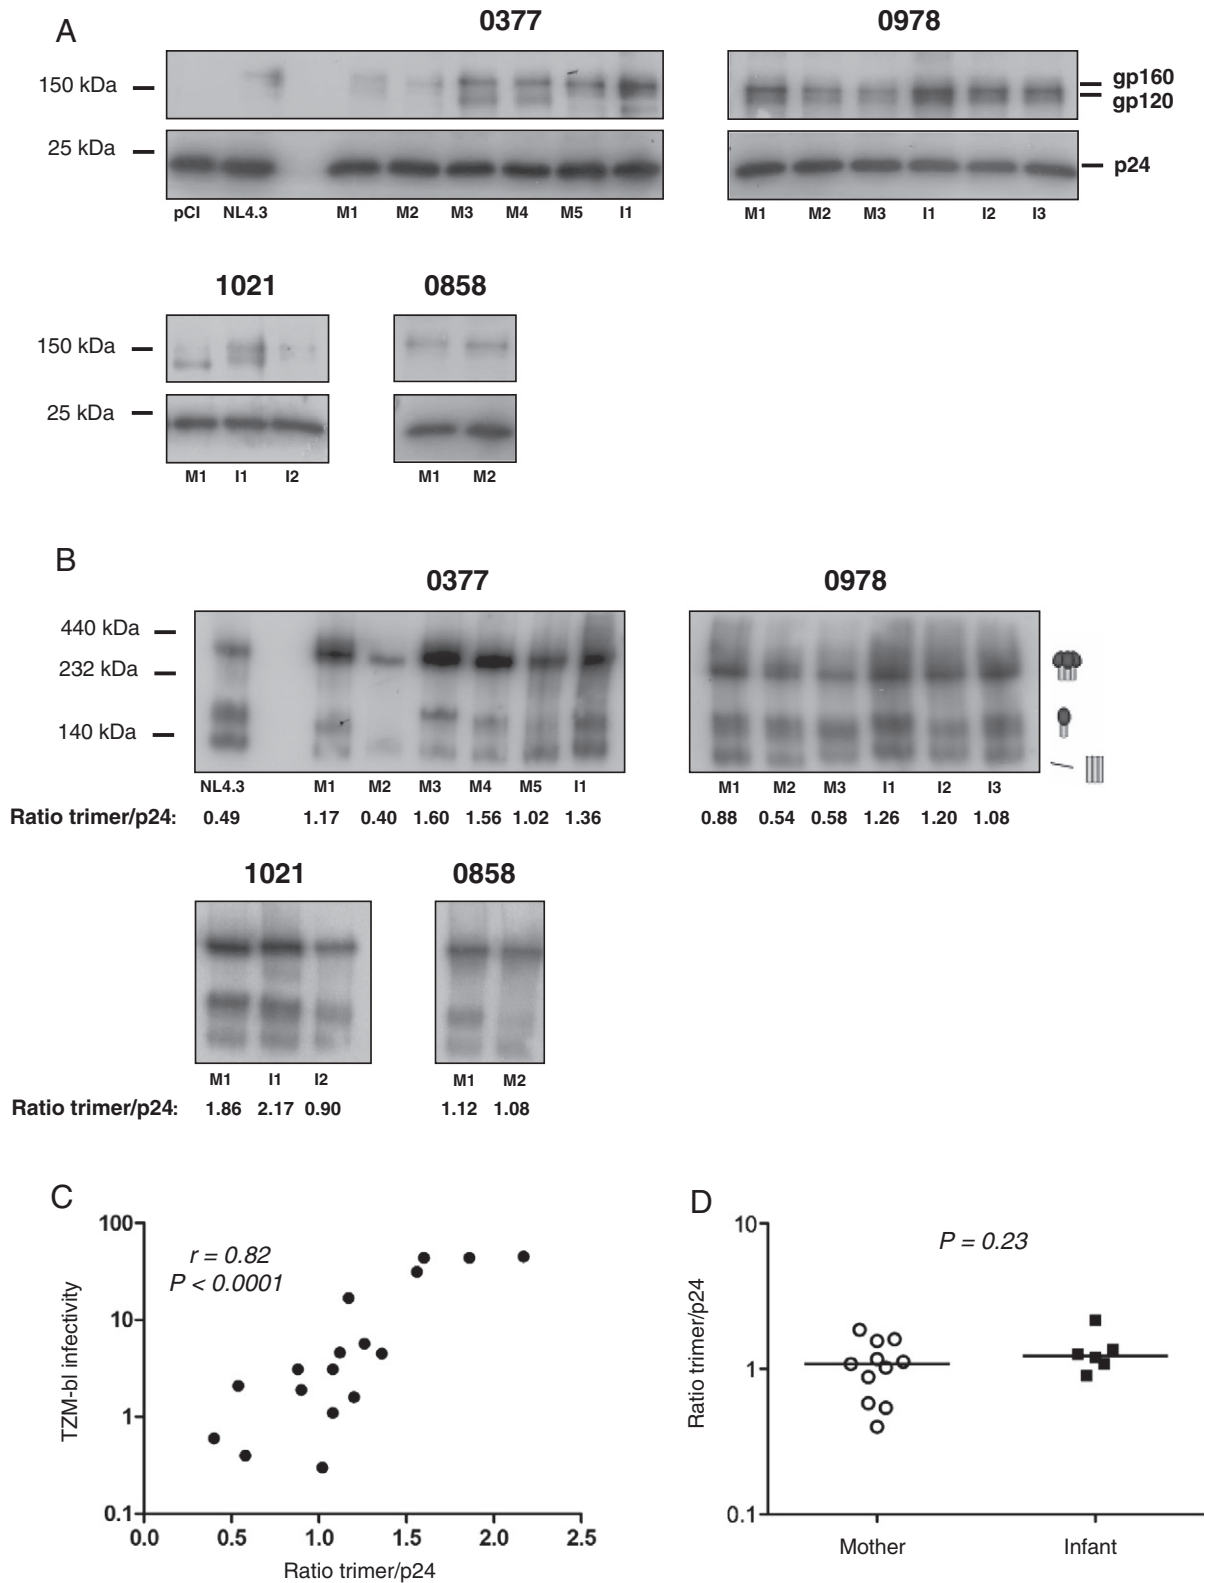 A
0377
0978
150 kDa
gp160
gp120
25 kDa
p24
pCI NL4.3 M1 M2 M3 M4 M5 I1
M1 M2 M3 I1 I2 I3
1021
0858
150 kDa
25 kDa
M1 I1 I2
M1 M2
B
0377
0978
440 kDa
232 kDa
140 kDa
NL4.3 M1 M2 M3 M4 M5 I1
M1 M2 M3 I1 I2 I3
Ratio trimer/p24: 0.49 1.17 0.40 1.60 1.56 1.02 1.36
0.88 0.54 0.58 1.26 1.20 1.08
1021
0858
M1 I1 I2
M1 M2
Ratio trimer/p24: 1.86 2.17 0.90
1.12 1.08
C
100
10
1
0.1
TZM-bl infectivity
r = 0.82
P < 0.0001
0.0 0.5 1.0 1.5 2.0 2.5
Ratio trimer/p24
D
10
1
0.1
Ratio trimer/p24
P = 0.23
Mother Infant